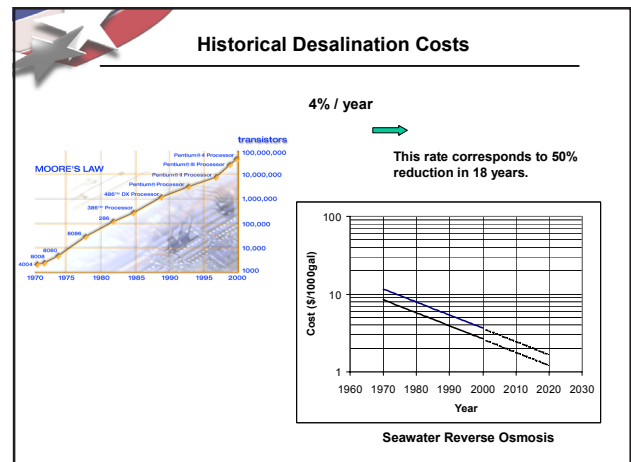 Historical Desalination Costs
4% / year
This rate corresponds to 50%
reduction in 18 years.
transistors
MOORE'S LAW
Pentium® 4 Processor
100,000,000
Pentium® III Processor
Pentium® II Processor
10,000,000
Pentium® Processor
486™ DX Processor
1,000,000
386™ Processor
286
100,000
8086
10,000
8080
8008
4004
1000
1970 1975 1980 1985 1990 1995 2000
Cost ($/1000gal)
100
10
1
1960 1970 1980 1990 2000 2010 2020 2030
Year
Seawater Reverse Osmosis